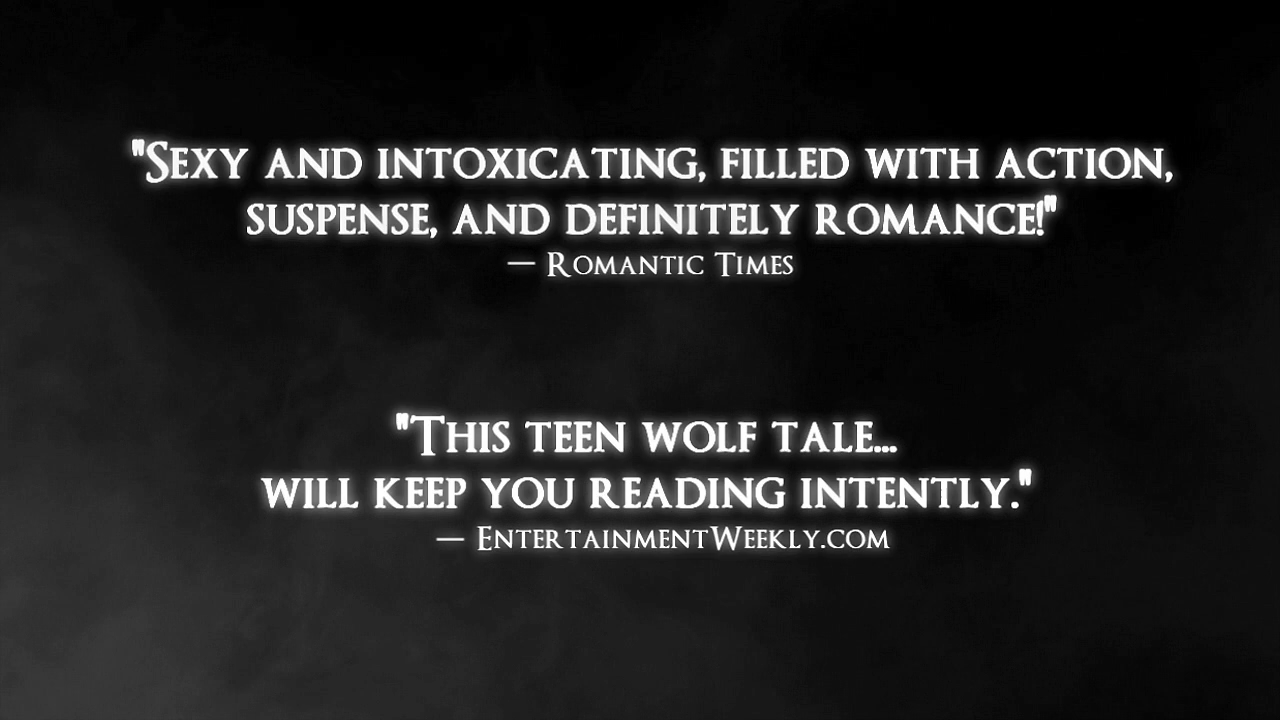 "Sexy and intoxicating, filled with action,
suspense, and definitely romance!"
— Romantic Times
"This teen wolf tale...
will keep you reading intently."
— EntertainmentWeekly.com